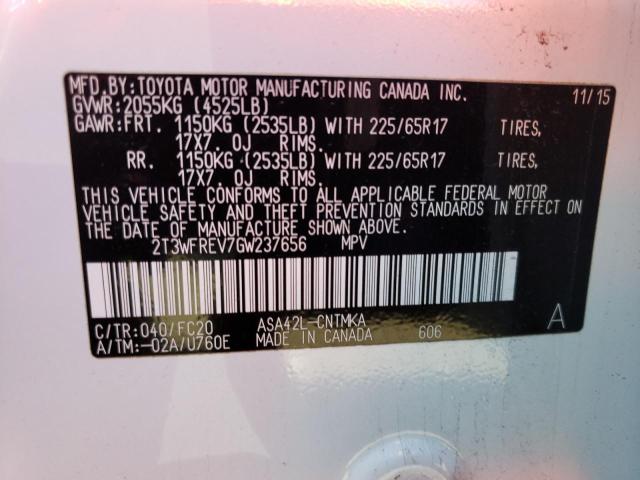 MFD.BY:TOYOTA MOTOR MANUFACTURING CANADA INC. 11/15
GVWR:2055KG (4525LB)
GAWR:FRT. 1150KG (2535LB) WITH 225/65R17 TIRES,
17X7. 0J RIMS.
RR. 1150KG (2535LB) WITH 225/65R17 TIRES,
17X7. 0J RIMS.
THIS VEHICLE CONFORMS TO ALL APPLICABLE FEDERAL MOTOR
VEHICLE SAFETY AND THEFT PREVENTION STANDARDS IN EFFECT ON
THE DATE OF MANUFACTURE SHOWN ABOVE.
2T3WFREV7GW237656 MPV
C/TR:040/FC20 ASA42L-CNTMKA
A/TM:-02A/U760E MADE IN CANADA 606 A